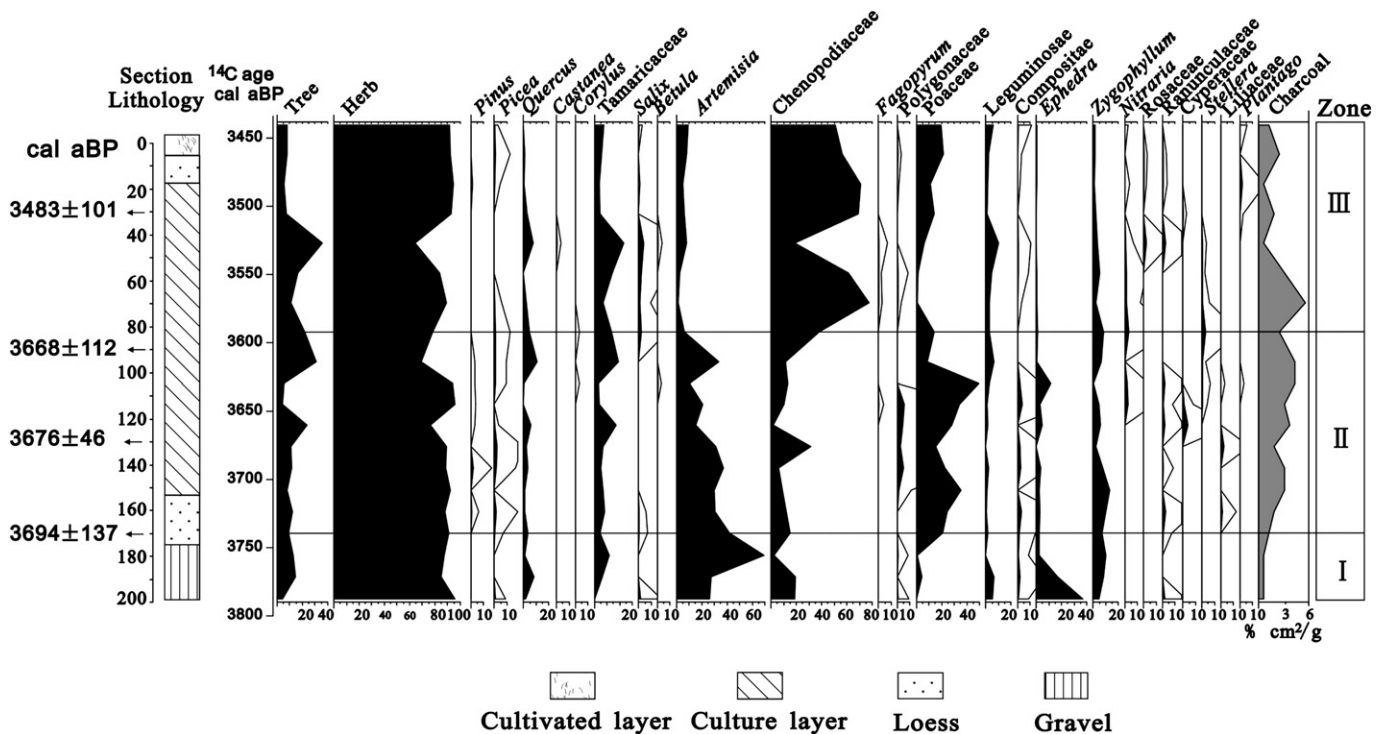 Section
Lithology
14C age
cal aBP
Tree
Herb
Pinus
Picea
Quercus
Castanea
Corylus
Tamaricaceae
Salix
Betula
Artemisia
Chenopodiaceae
Fagopyrum
Polygonaceae
Poaceae
Leguminosae
Compositae
Ephedra
Zygophyllum
Nitraria
Rosaceae
Ranunculaceae
Cyperaceae
Stellera
Liliaceae
Plantago
Charcoal
Zone
cal aBP
0
20
40
60
80
100
120
140
160
180
200
3483±101
3668±112
3676±46
3694±137
3450
3500
3550
3600
3650
3700
3750
3800
III
II
I
20 40
20 40 60 80 100
10
10
20
10
10
20
10
10
20 40 60
20 40 60
10
10
20 40
20
10
20 40
20
10
10
10
10
10
10
10
3 6
% cm²/g
Cultivated layer
Culture layer
Loess
Gravel